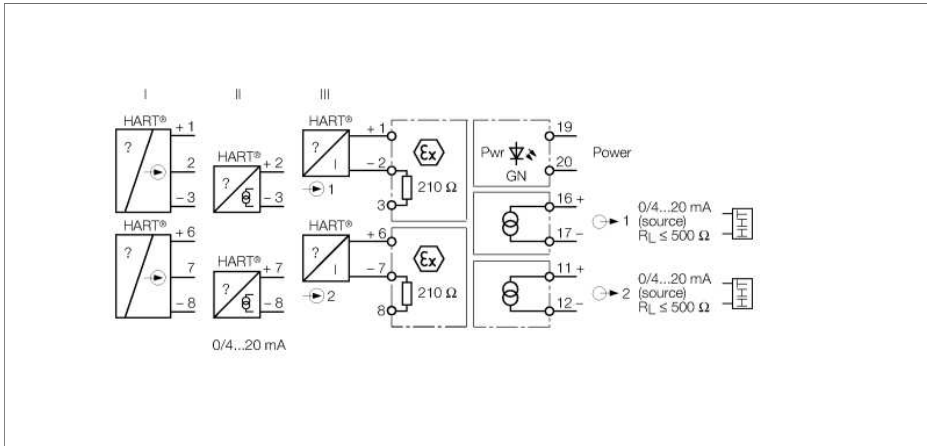 I II III
HART®
? + 1
2
- 3
HART®
? + 2
- 3
HART®
? I + 1
- 2
1
3
Ex
210 Ω
Pwr
GN
19
20
Power
16 +
17 -
1
0/4...20 mA
(source)
RL ≤ 500 Ω
HART®
? + 6
7
- 8
HART®
? + 7
- 8
0/4...20 mA
HART®
? I + 6
- 7
2
8
Ex
210 Ω
11 +
12 -
2
0/4...20 mA
(source)
RL ≤ 500 Ω